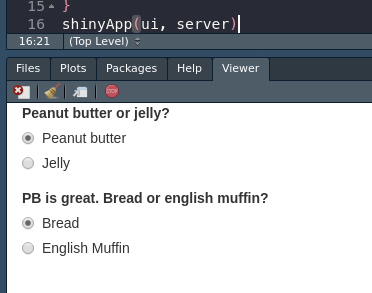 15 }
16 shinyApp(ui, server)
16:21 (Top Level)
Files Plots Packages Help Viewer
STOP
Peanut butter or jelly?
Peanut butter
Jelly
PB is great. Bread or english muffin?
Bread
English Muffin